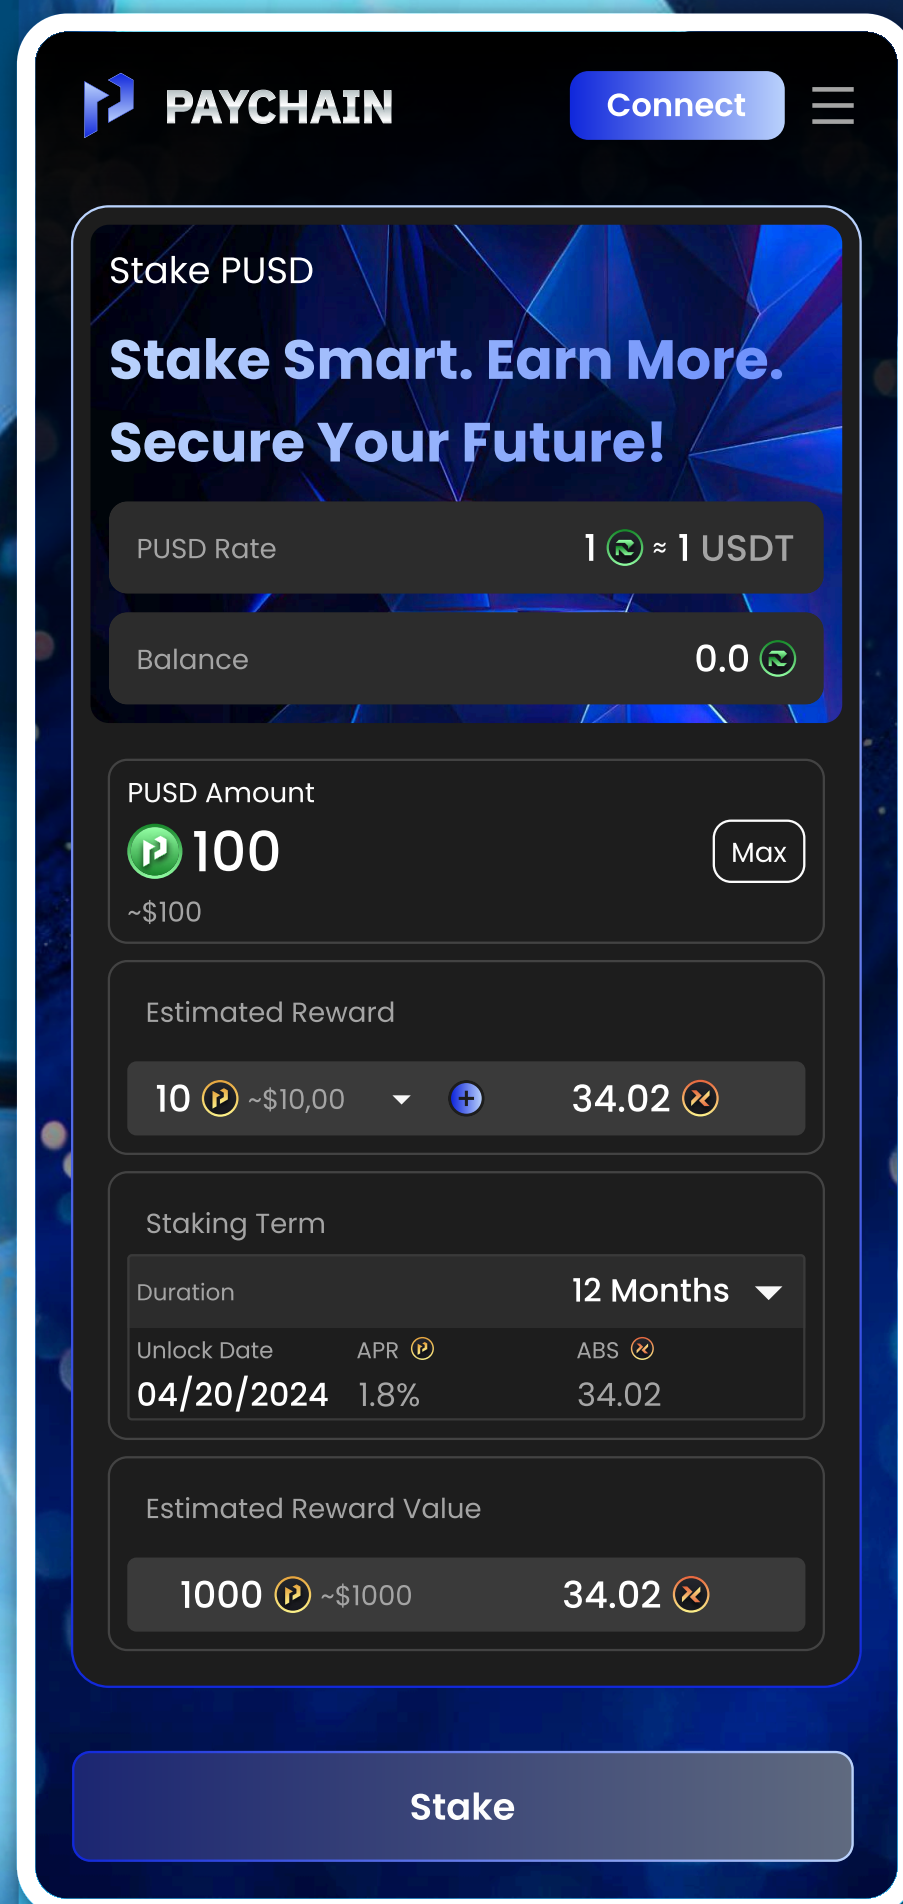 PAYCHAIN
Connect
Stake PUSD
Stake Smart. Earn More.
Secure Your Future!
PUSD Rate 1 ≈ 1 USDT
Balance 0.0
PUSD Amount
100
Max
~$100
Estimated Reward
10 ~$10,00 + 34.02
Staking Term
Duration 12 Months
Unlock Date APR ABS
04/20/2024 1.8% 34.02
Estimated Reward Value
1000 ~$1000 34.02
Stake